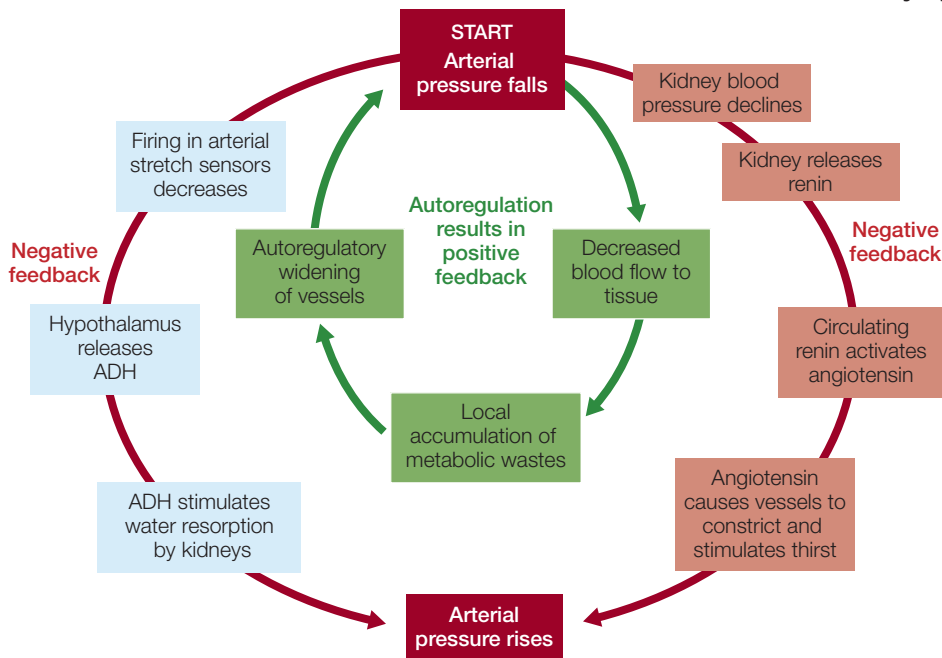 START
Arterial
pressure falls
Kidney blood
pressure declines
Firing in arterial
stretch sensors
decreases
Kidney releases
renin
Negative
feedback
Autoregulatory
widening
of vessels
Autoregulation
results in
positive
feedback
Decreased
blood flow to
tissue
Negative
feedback
Hypothalamus
releases
ADH
Circulating
renin activates
angiotensin
Local
accumulation of
metabolic wastes
ADH stimulates
water resorption
by kidneys
Angiotensin
causes vessels to
constrict and
stimulates thirst
Arterial
pressure rises